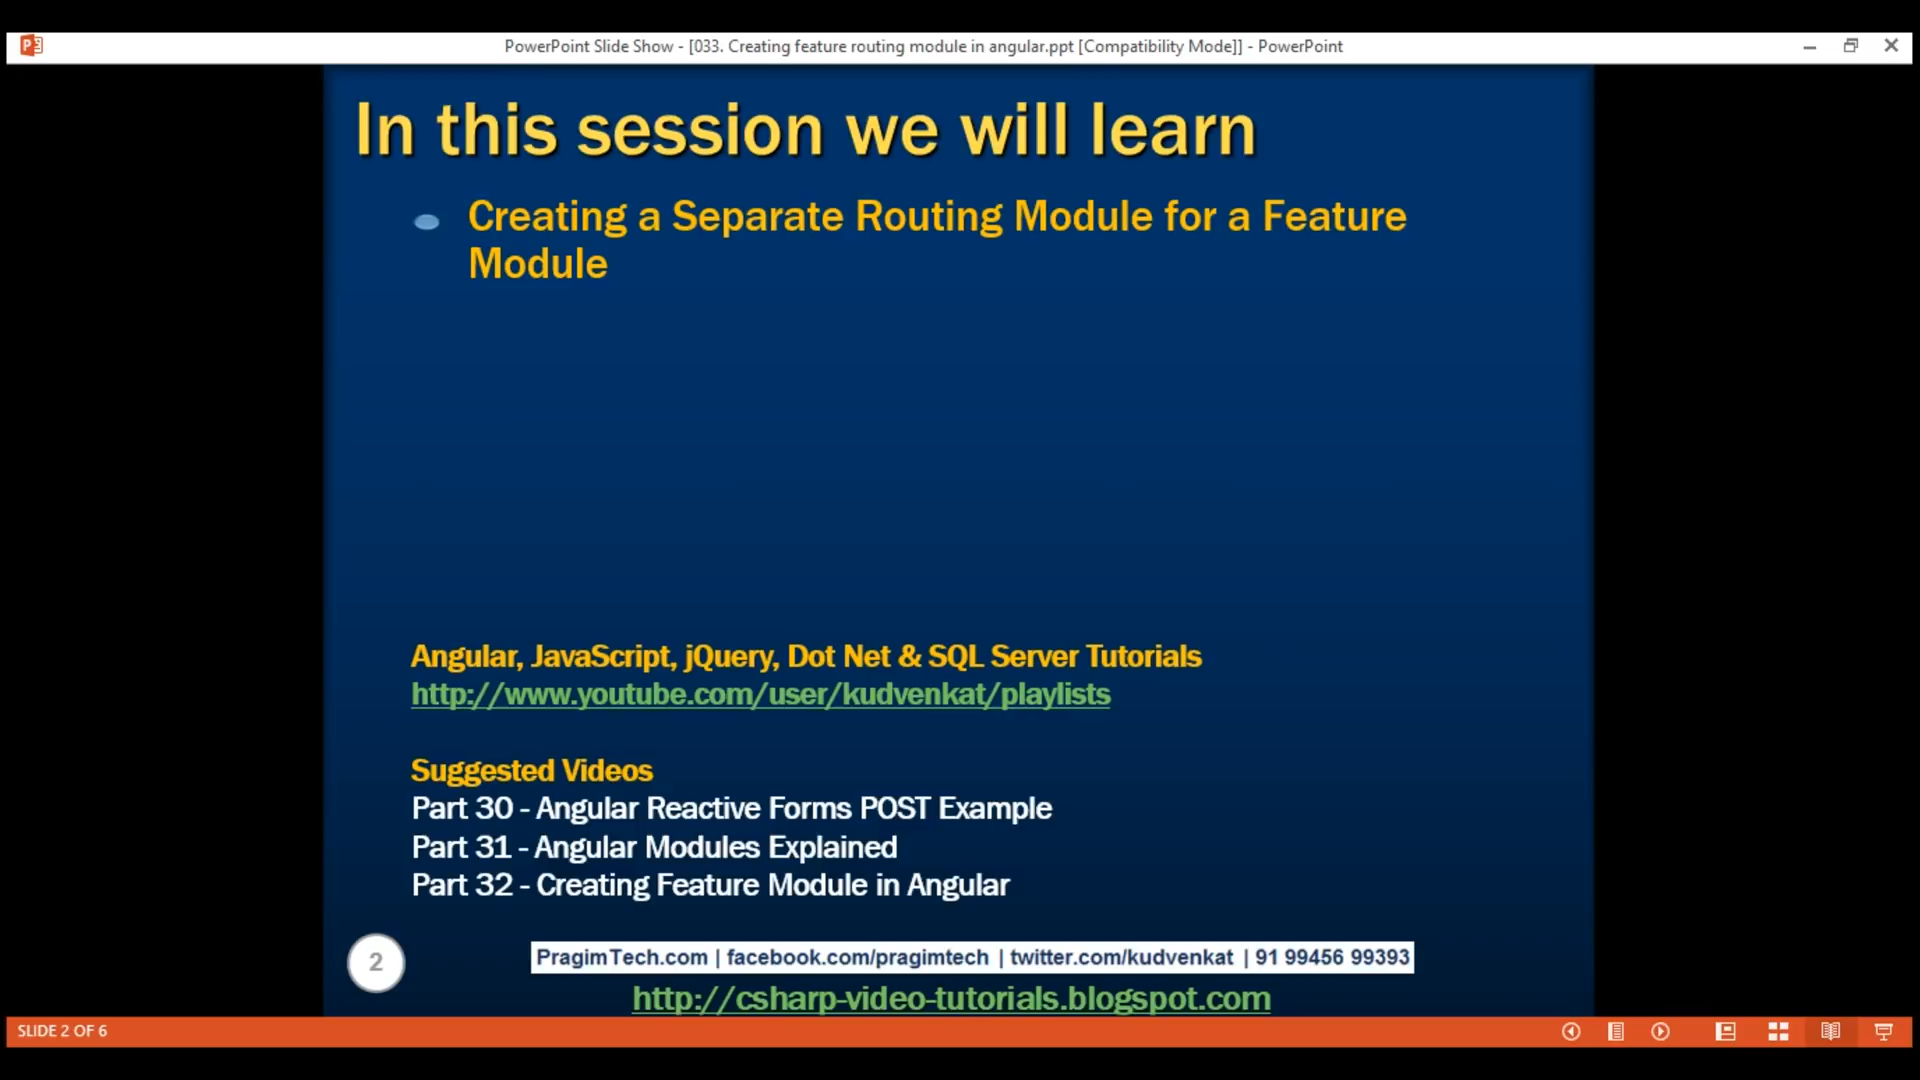 PowerPoint Slide Show - [033. Creating feature routing module in angular.ppt [Compatibility Mode]] - PowerPoint
In this session we will learn
Creating a Separate Routing Module for a Feature
Module
Angular, JavaScript, jQuery, Dot Net & SQL Server Tutorials
http://www.youtube.com/user/kudvenkat/playlists
Suggested Videos
Part 30 - Angular Reactive Forms POST Example
Part 31 - Angular Modules Explained
Part 32 - Creating Feature Module in Angular
2
PragimTech.com | facebook.com/pragimtech | twitter.com/kudvenkat | 91 99456 99393
http://csharp-video-tutorials.blogspot.com
SLIDE 2 OF 6